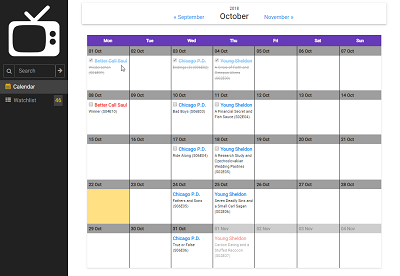 2018
« September
October
November »
Search
Calendar
Watchlist
46
Mon Tue Wed Thu Fri Sat Sun
01 Oct 02 Oct 03 Oct 04 Oct 05 Oct 06 Oct 07 Oct
Better Call Saul
Chicago P.D.
Young Sheldon
08 Oct 09 Oct 10 Oct 11 Oct 12 Oct 13 Oct 14 Oct
Better Call Saul
Winner (S04E10)
Chicago P.D.
Bad Boys (S06E03)
Young Sheldon
A Financial Secret and
Fish Sauce (S02E04)
15 Oct 16 Oct 17 Oct 18 Oct 19 Oct 20 Oct 21 Oct
Chicago P.D.
Ride Along (S06E04)
Young Sheldon
A Research Study and
Czechoslovakian
Wedding Pastries
(S02E05)
22 Oct 23 Oct 24 Oct 25 Oct 26 Oct 27 Oct 28 Oct
Chicago P.D.
Fathers and Sons
(S06E05)
Young Sheldon
Seven Deadly Sins and
a Small Carl Sagan
(S02E06)
29 Oct 30 Oct 31 Oct 01 Nov 02 Nov 03 Nov 04 Nov
Chicago P.D.
True or False
(S06E06)
Young Sheldon
Carbon Dating and a
Stuffed Raccoon
(S02E07)